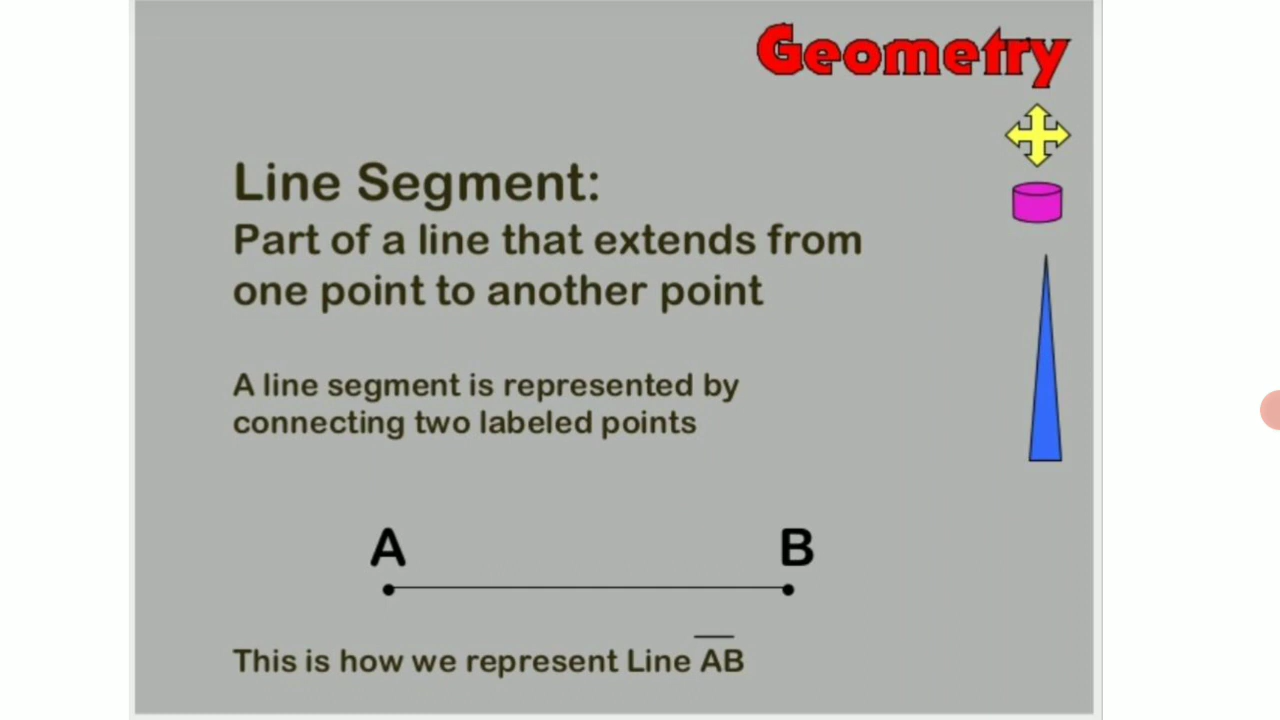 Geometry
Line Segment:
Part of a line that extends from
one point to another point
A line segment is represented by
connecting two labeled points
A B
This is how we represent Line A͞B